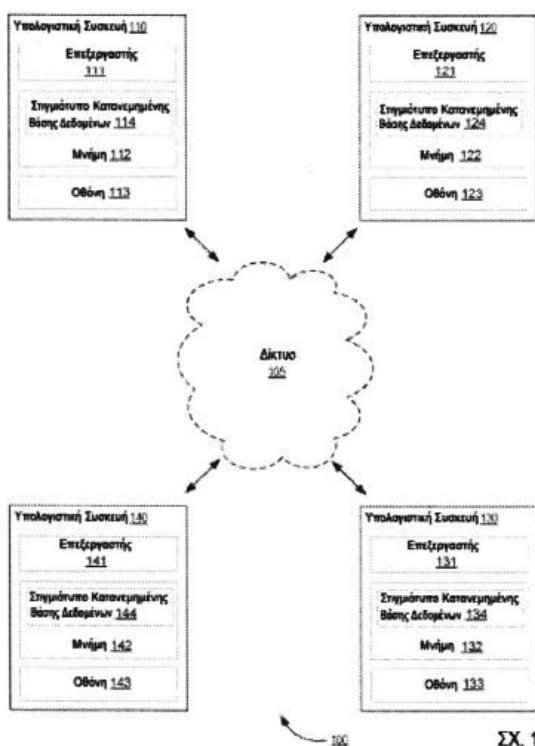 Υπολογιστική Συσκευή 110
Επεξεργαστής
111
Στιγμιότυπο Κατανεμημένης
Βάσης Δεδομένων 114
Μνήμη 112
Οθόνη 113
Υπολογιστική Συσκευή 120
Επεξεργαστής
121
Στιγμιότυπο Κατανεμημένης
Βάσης Δεδομένων 124
Μνήμη 122
Οθόνη 123
Δίκτυο
105
Υπολογιστική Συσκευή 140
Επεξεργαστής
141
Στιγμιότυπο Κατανεμημένης
Βάσης Δεδομένων 144
Μνήμη 142
Οθόνη 143
Υπολογιστική Συσκευή 130
Επεξεργαστής
131
Στιγμιότυπο Κατανεμημένης
Βάσης Δεδομένων 134
Μνήμη 132
Οθόνη 133
100
ΣΧ. 1